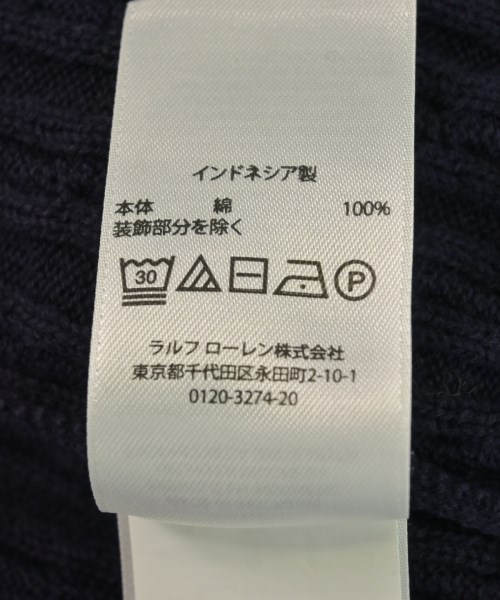 インドネシア製
本体 綿 100%
装飾部分を除く
30 P
ラルフ ローレン株式会社
東京都千代田区永田町2-10-1
0120-3274-20